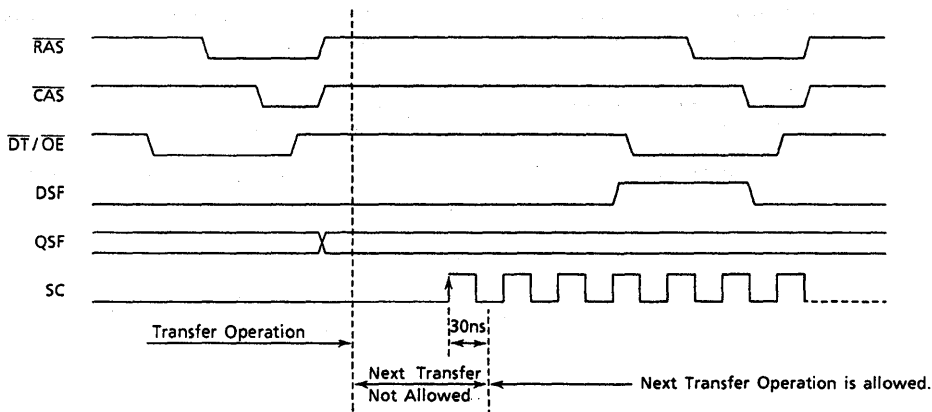 RAS
CAS
DT / OE
DSF
QSF
SC
30ns
Transfer Operation
Next Transfer
Not Allowed
Next Transfer Operation is allowed.